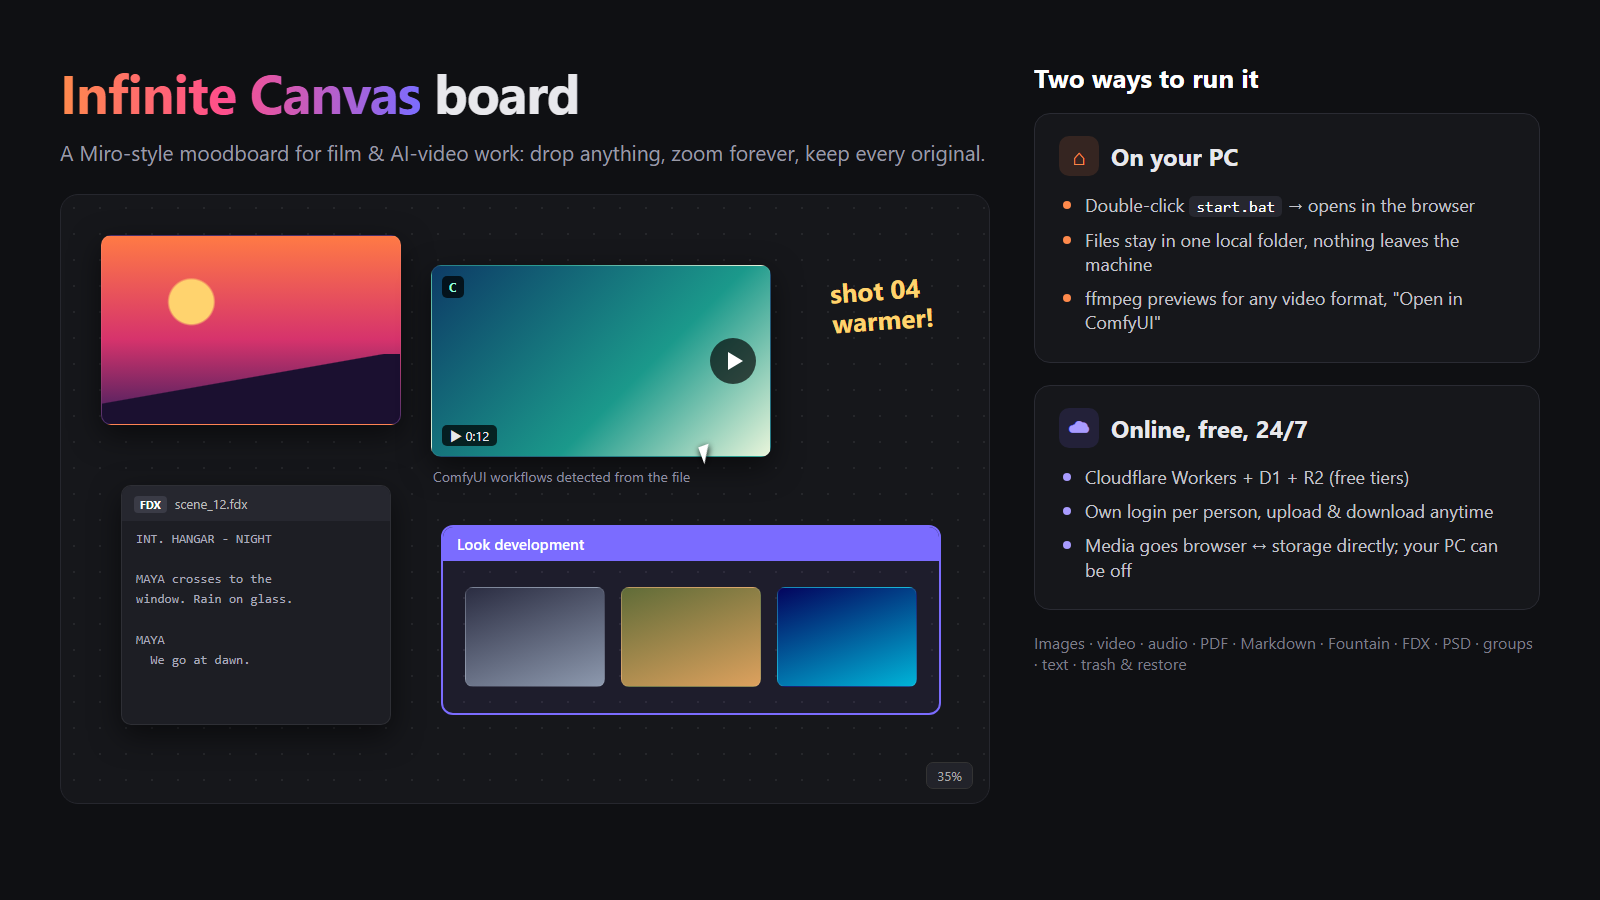 Infinite Canvas board
A Miro-style moodboard for film & AI-video work: drop anything, zoom forever, keep every original.
C
▶ 0:12
shot 04
warmer!
ComfyUI workflows detected from the file
FDX scene_12.fdx
INT. HANGAR - NIGHT
MAYA crosses to the
window. Rain on glass.
MAYA
We go at dawn.
Look development
35%
Two ways to run it
On your PC
Double-click start.bat → opens in the browser
Files stay in one local folder, nothing leaves the
machine
ffmpeg previews for any video format, "Open in
ComfyUI"
Online, free, 24/7
Cloudflare Workers + D1 + R2 (free tiers)
Own login per person, upload & download anytime
Media goes browser ↔ storage directly; your PC can
be off
Images · video · audio · PDF · Markdown · Fountain · FDX · PSD · groups
· text · trash & restore